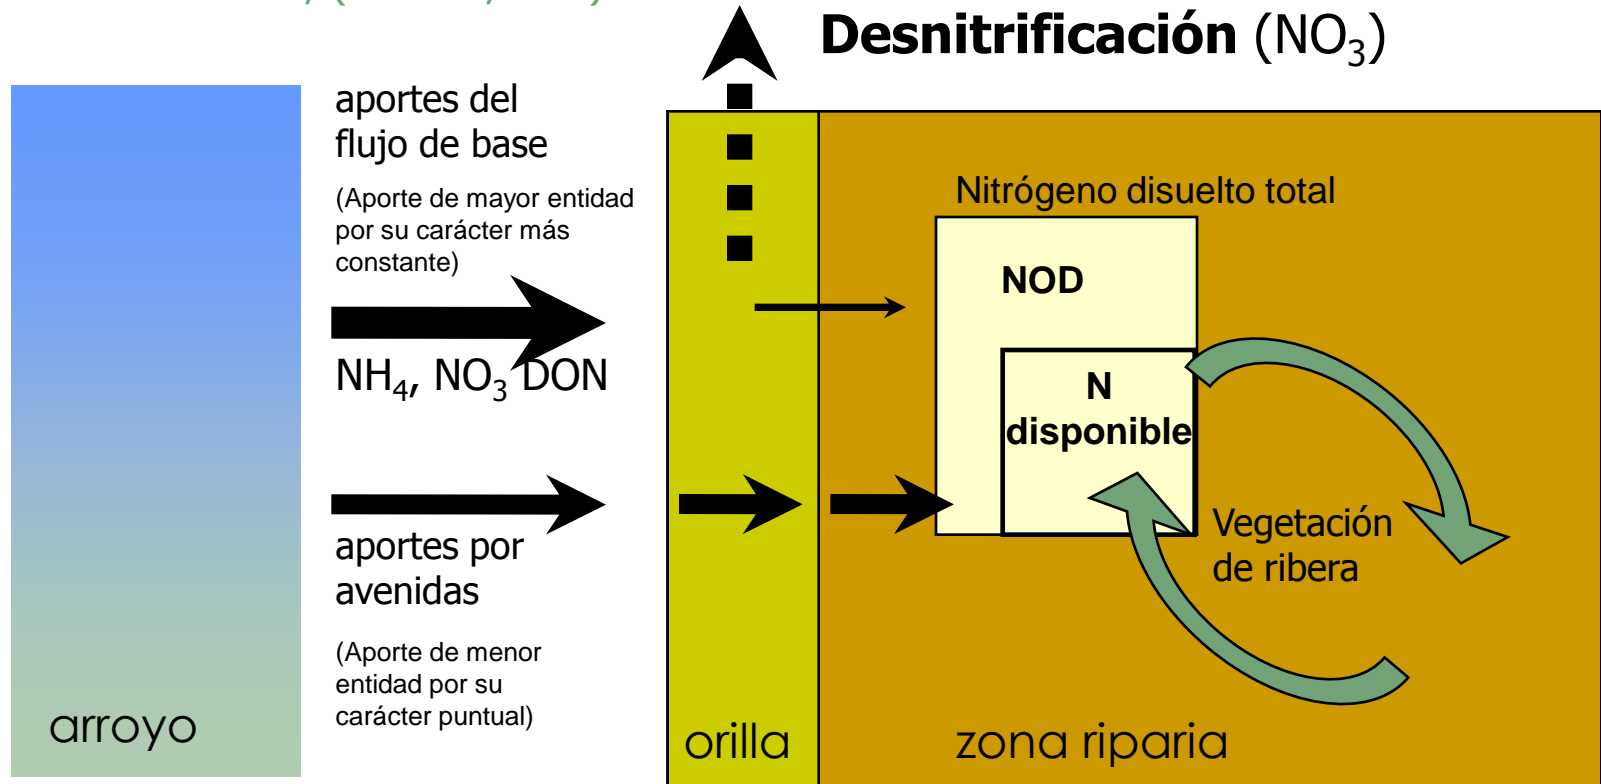 Desnitrificación (NO₃)
aportes del
flujo de base
(Aporte de mayor entidad
por su carácter más
constante)
NH₄, NO₃ DON
aportes por
avenidas
(Aporte de menor
entidad por su
carácter puntual)
arroyo
orilla
zona riparia
Nitrógeno disuelto total
NOD
N
disponible
Vegetación
de ribera